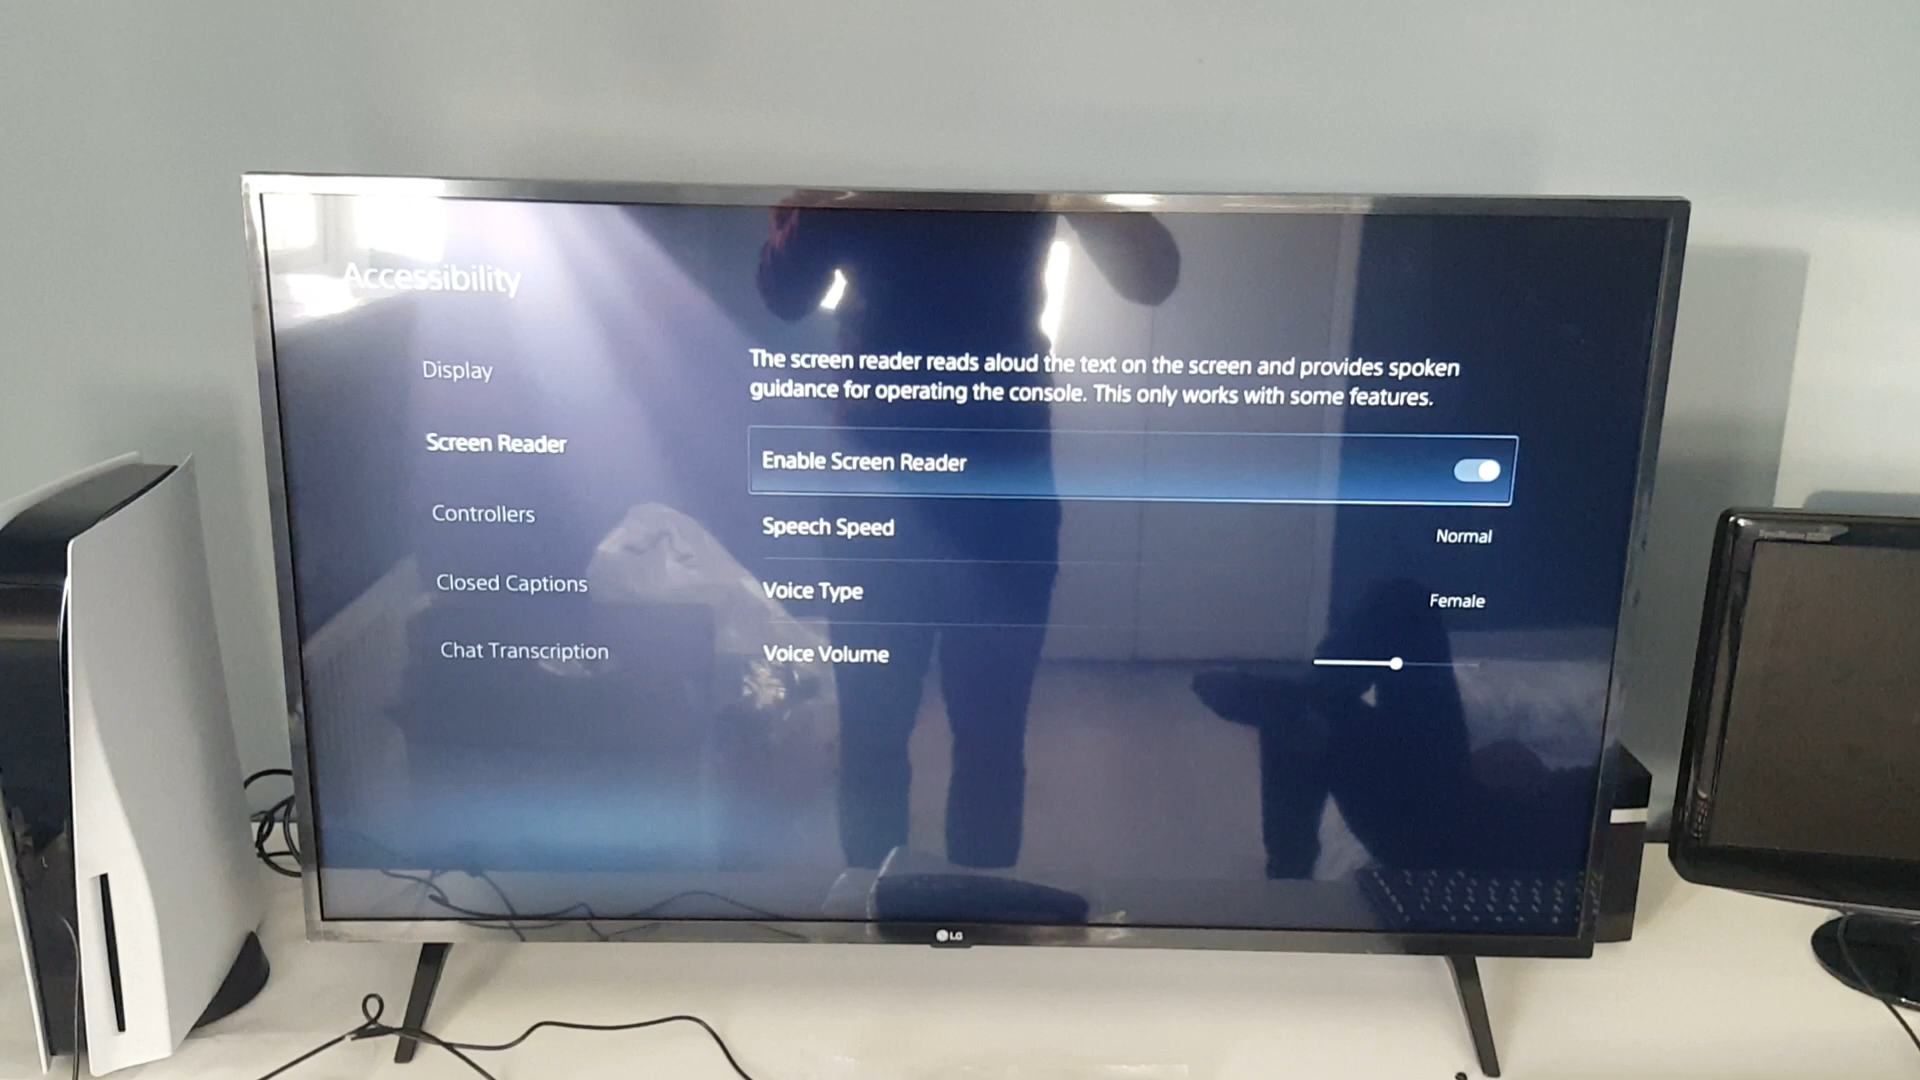 Accessibility
Display
Screen Reader
Controllers
Closed Captions
Chat Transcription
The screen reader reads aloud the text on the screen and provides spoken
guidance for operating the console. This only works with some features.
Enable Screen Reader
Speech Speed
Normal
Voice Type
Female
Voice Volume
LG